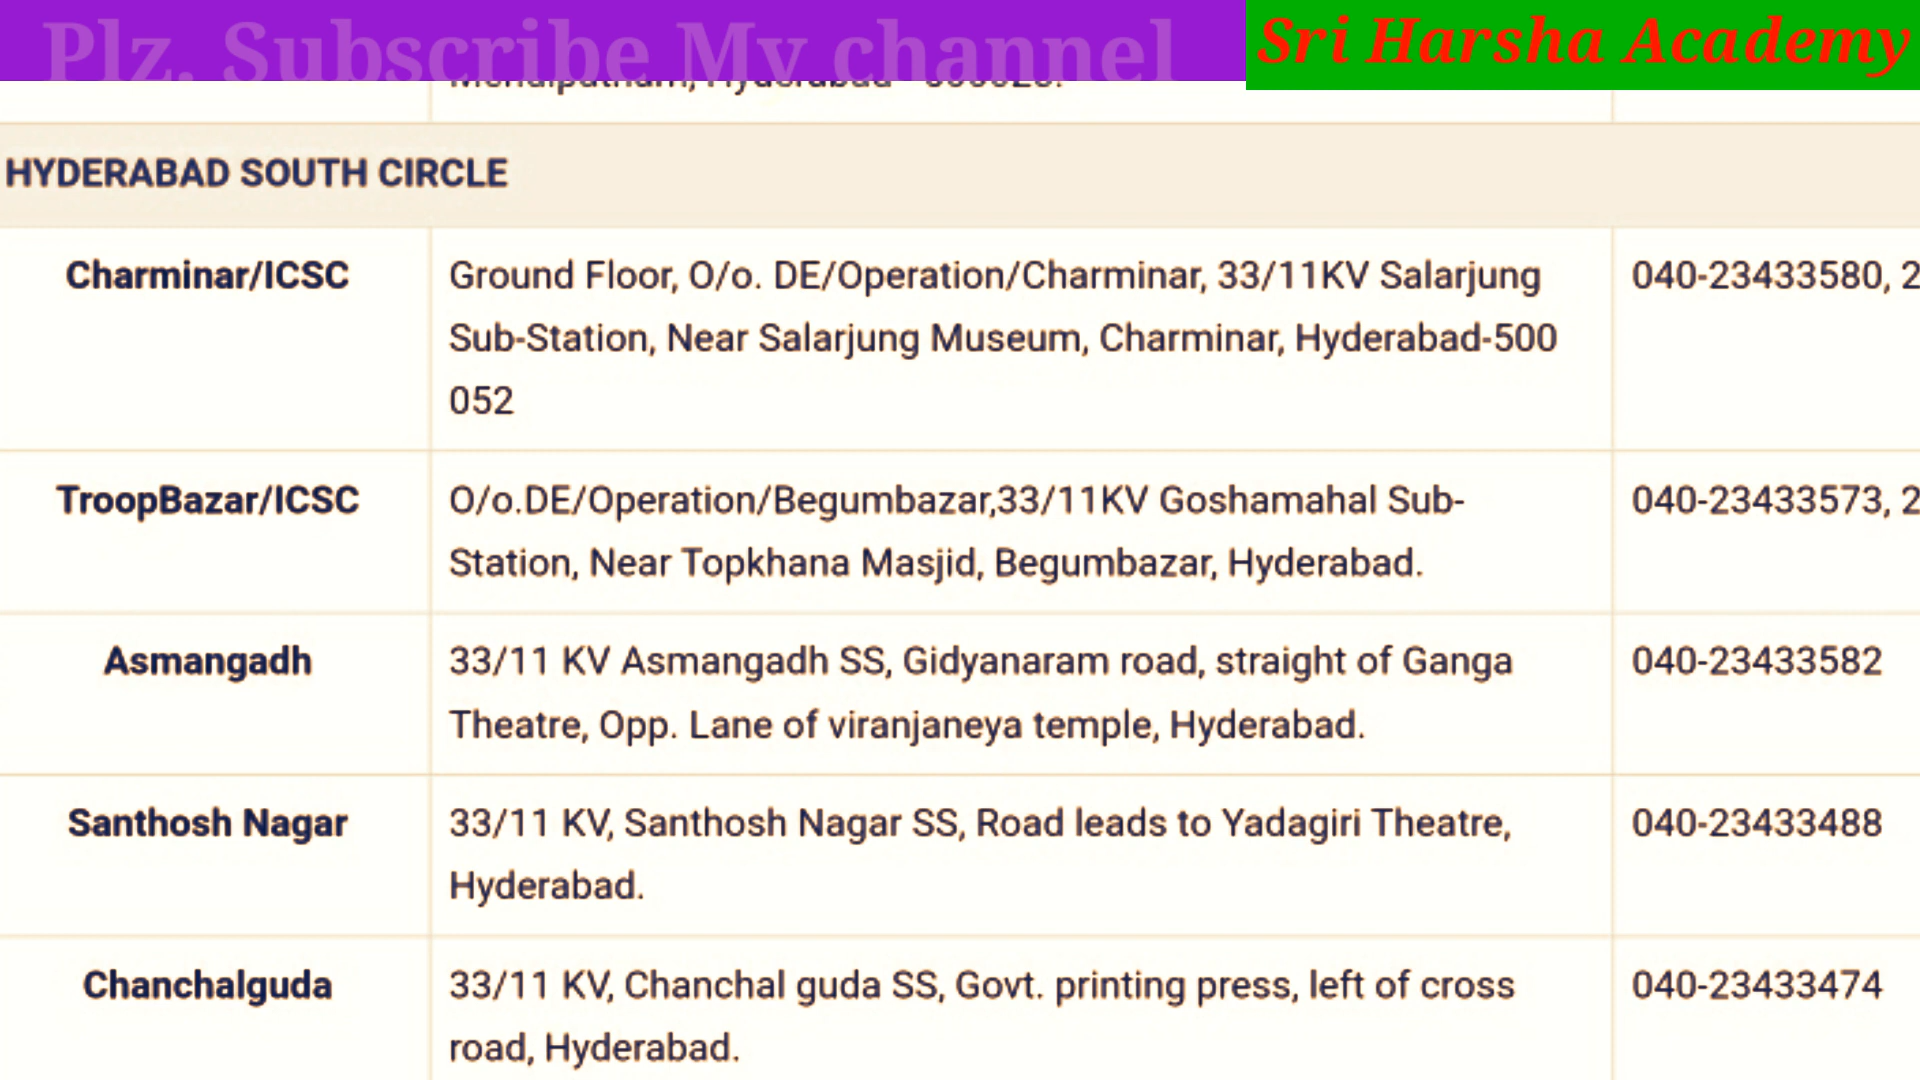 Plz. Subscribe My channel
Sri Harsha Academy
Mehdipatnam, Hyderabad - 500028.
HYDERABAD SOUTH CIRCLE
Charminar/ICSC
Ground Floor, O/o. DE/Operation/Charminar, 33/11KV Salarjung
Sub-Station, Near Salarjung Museum, Charminar, Hyderabad-500
052
040-23433580, 2
TroopBazar/ICSC
O/o.DE/Operation/Begumbazar,33/11KV Goshamahal Sub-
Station, Near Topkhana Masjid, Begumbazar, Hyderabad.
040-23433573, 2
Asmangadh
33/11 KV Asmangadh SS, Gidyanaram road, straight of Ganga
Theatre, Opp. Lane of viranjaneya temple, Hyderabad.
040-23433582
Santhosh Nagar
33/11 KV, Santhosh Nagar SS, Road leads to Yadagiri Theatre,
Hyderabad.
040-23433488
Chanchalguda
33/11 KV, Chanchal guda SS, Govt. printing press, left of cross
road, Hyderabad.
040-23433474